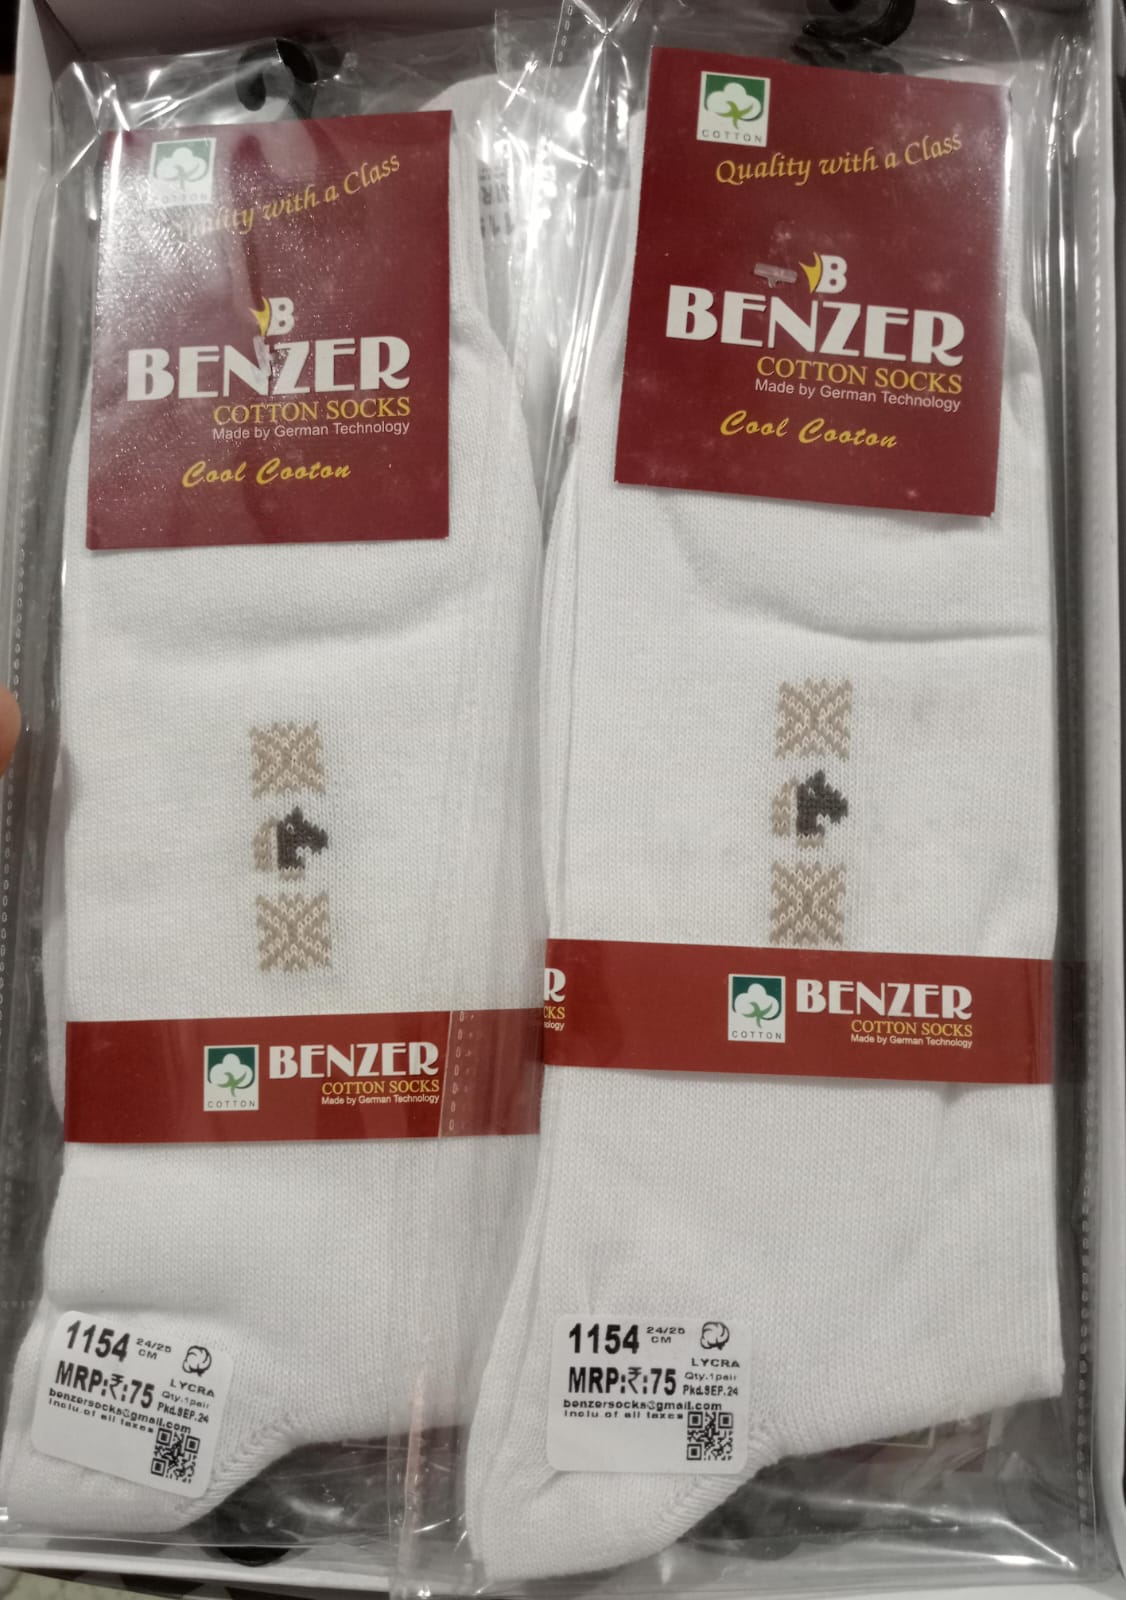 COTTON
Quality with a Class
B
BENZER
COTTON SOCKS
Made by German Technology
Cool Cooton
COTTON
BENZER
COTTON SOCKS
Made by German Technology
1154 24/25
CM
LYCRA
MRP:₹:75 Qty.1pair
Pkd.SEP.24
benzersocks@gmail.com
Inclu.of all taxes
COTTON
Quality with a Class
B
BENZER
COTTON SOCKS
Made by German Technology
Cool Cooton
R
CKS
COTTON
BENZER
COTTON SOCKS
Made by German Technology
1154 24/25
CM
LYCRA
MRP:₹:75 Qty.1pair
Pkd.SEP.24
benzersocks@gmail.com
Inclu.of all taxes